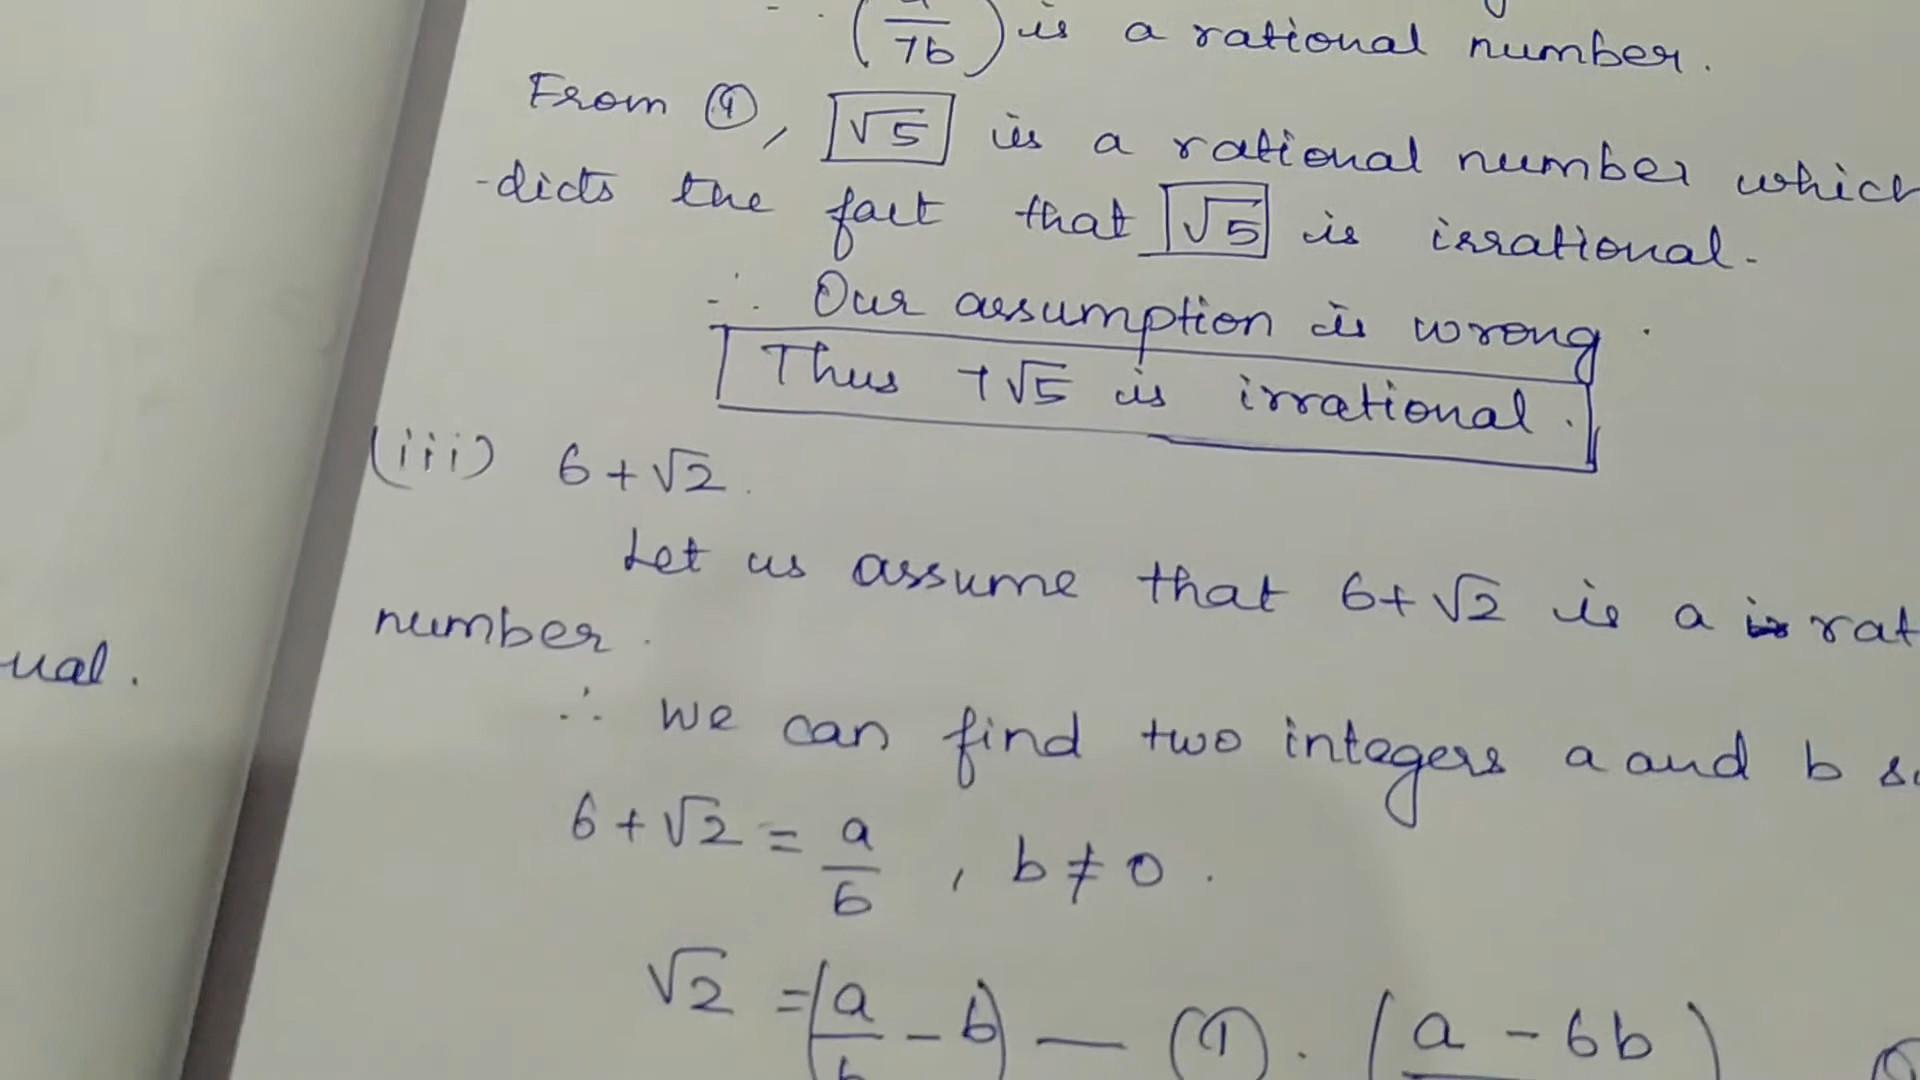 ∴ (a/7b) is a rational number.
From ①, √5 is a rational number which
-dicts the fact that √5 is irrational.
∴ Our assumption is wrong.
Thus 7√5 is irrational.
(iii) 6+√2.
Let us assume that 6+√2 is a rat
number.
ual.
∴ we can find two integers a and b
6+√2 = a/b , b≠0.
√2 = (a/b - 6) — ①. (a-6b)